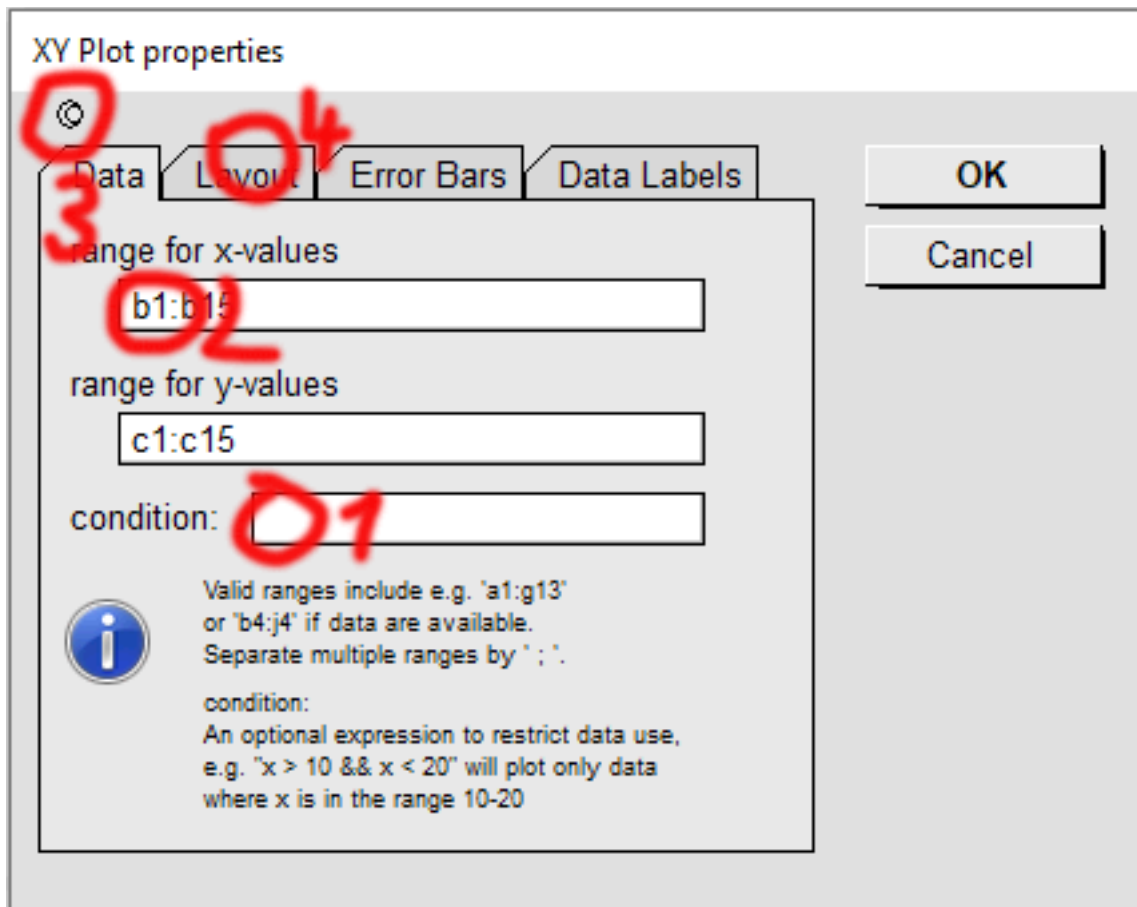 XY Plot properties
©
4
Data Layout Error Bars Data Labels
OK
3
range for x-values
Cancel
b1:b15
2
range for y-values
c1:c15
condition:
1
Valid ranges include e.g. 'a1:g13'
or 'b4:j4' if data are available.
Separate multiple ranges by ' ; '.
condition:
An optional expression to restrict data use,
e.g. "x > 10 && x < 20" will plot only data
where x is in the range 10-20